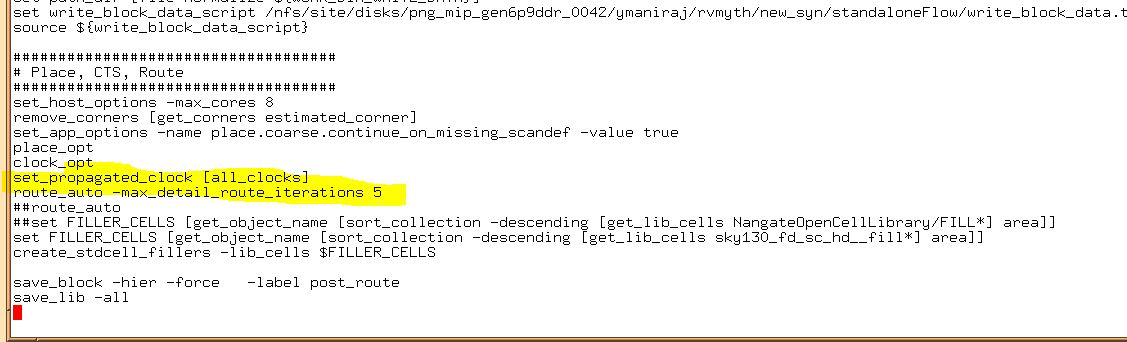 set write_block_data_script /nfs/site/disks/png_mip_gen6p9ddr_0042/ymaniraj/rvmyth/new_syn/standaloneFlow/write_block_data.t
source ${write_block_data_script}
####################################
# Place, CTS, Route
####################################
set_host_options -max_cores 8
remove_corners [get_corners estimated_corner]
set_app_options -name place.coarse.continue_on_missing_scandef -value true
place_opt
clock_opt
set_propagated_clock [all_clocks]
route_auto -max_detail_route_iterations 5
##route_auto
##set FILLER_CELLS [get_object_name [sort_collection -descending [get_lib_cells NangateOpenCellLibrary/FILL*] area]]
set FILLER_CELLS [get_object_name [sort_collection -descending [get_lib_cells sky130_fd_sc_hd__fill*] area]]
create_stdcell_fillers -lib_cells $FILLER_CELLS
save_block -hier -force   -label post_route
save_lib -all